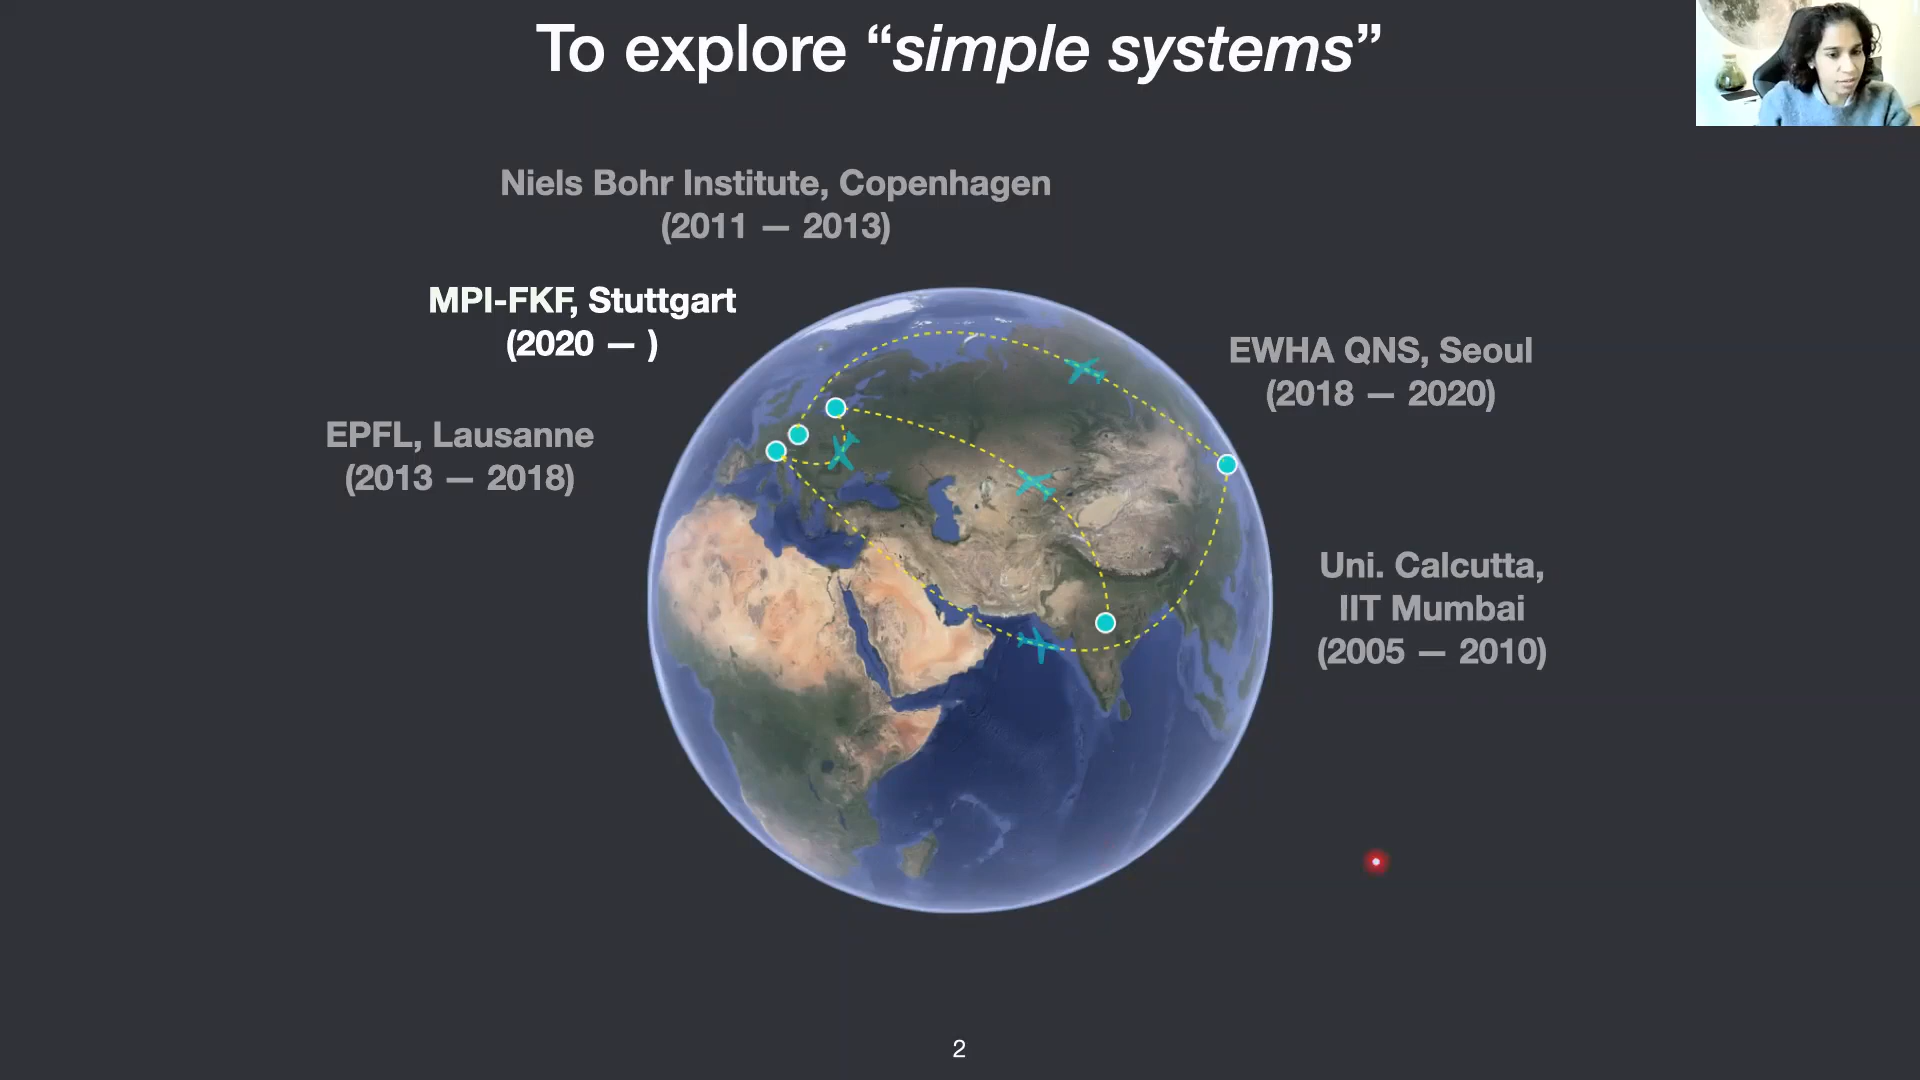 To explore “simple systems”
Niels Bohr Institute, Copenhagen
(2011 — 2013)
MPI-FKF, Stuttgart
(2020 — )
EWHA QNS, Seoul
(2018 — 2020)
EPFL, Lausanne
(2013 — 2018)
Uni. Calcutta,
IIT Mumbai
(2005 — 2010)
2